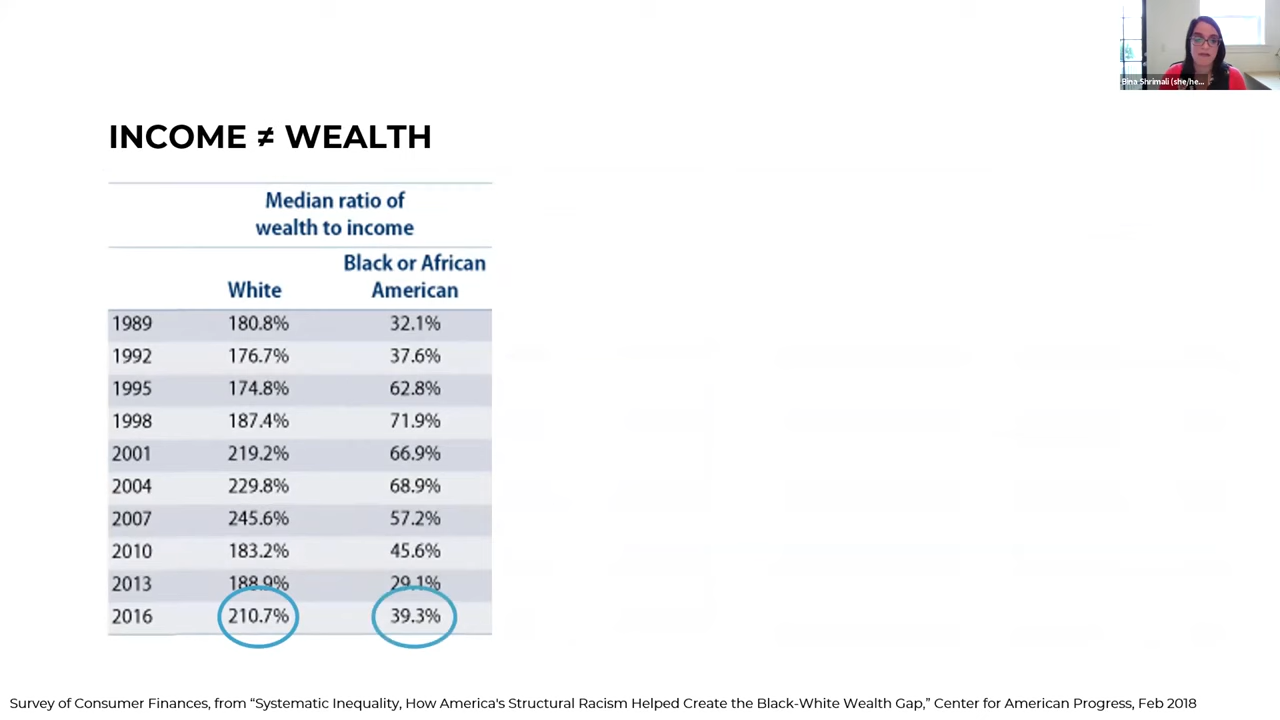 Bina Shrimali (she/he...
INCOME ≠ WEALTH
Median ratio of
wealth to income
White Black or African American
1989 180.8% 32.1%
1992 176.7% 37.6%
1995 174.8% 62.8%
1998 187.4% 71.9%
2001 219.2% 66.9%
2004 229.8% 68.9%
2007 245.6% 57.2%
2010 183.2% 45.6%
2013 188.9% 29.1%
2016 210.7% 39.3%
Survey of Consumer Finances, from “Systematic Inequality, How America's Structural Racism Helped Create the Black-White Wealth Gap,” Center for American Progress, Feb 2018